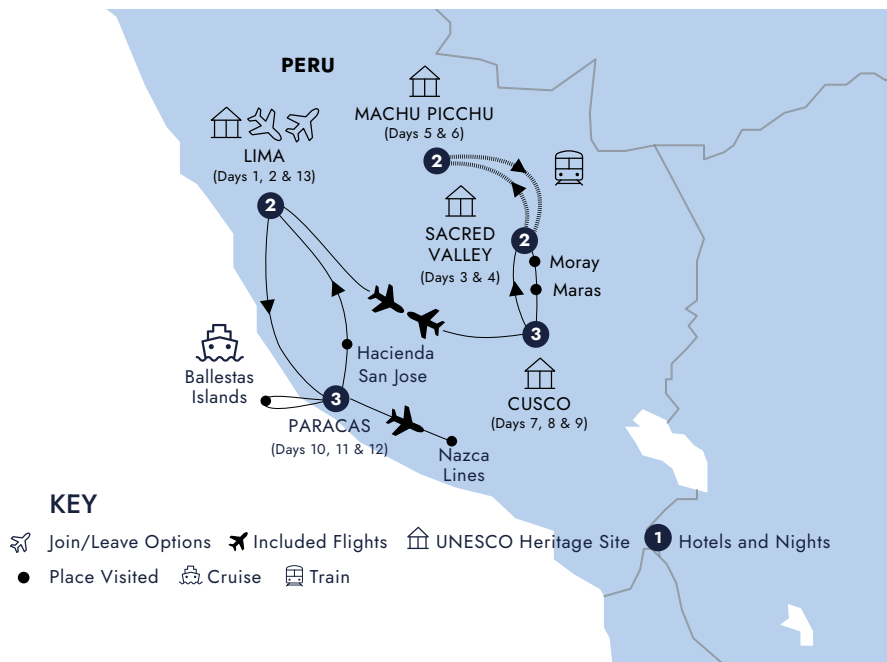 PERU
MACHU PICCHU
(Days 5 & 6)
LIMA
(Days 1, 2 & 13)
2
2
SACRED
VALLEY
(Days 3 & 4)
2
Moray
Maras
3
Hacienda
San Jose
Ballestas
Islands
3
PARACAS
(Days 10, 11 & 12)
CUSCO
(Days 7, 8 & 9)
Nazca
Lines
KEY
Join/Leave Options Included Flights UNESCO Heritage Site 1 Hotels and Nights
Place Visited Cruise Train